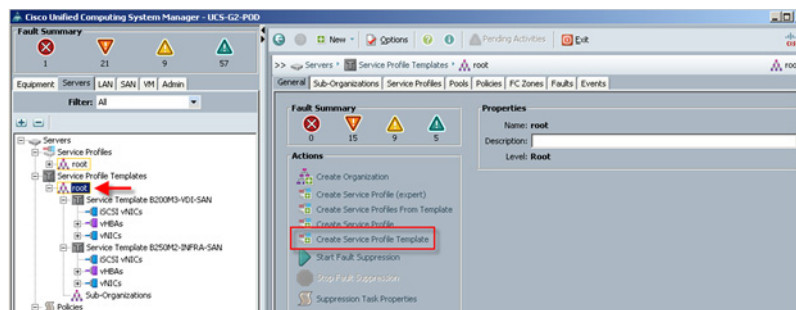 Cisco Unified Computing System Manager - UCS-G2-POD
Fault Summary
1 21 9 57
Equipment Servers LAN SAN VM Admin
Filter: All
Servers
Service Profiles
root
Service Profile Templates
root
Service Template B200M3-VDI-SAN
iSCSI vNICs
vHBAs
vNICs
Service Template B250M2-INFRA-SAN
iSCSI vNICs
vHBAs
vNICs
Sub-Organizations
Policies
New Options Pending Activities Exit
>> Servers Service Profile Templates root
General Sub-Organizations Service Profiles Pools Policies FC Zones Faults Events
Fault Summary
0 15 9 5
Actions
Create Organization
Create Service Profile (expert)
Create Service Profiles From Template
Create Service Profile
Create Service Profile Template
Start Fault Suppression
Stop Fault Suppression
Suppression Task Properties
Properties
Name: root
Description:
Level: Root